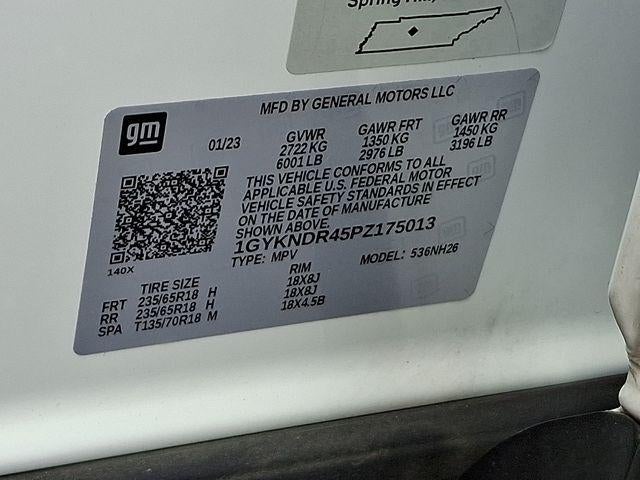 Spring Hill,
MFD BY GENERAL MOTORS LLC
gm
01/23
GVWR
2722 KG
6001 LB
GAWR FRT
1350 KG
2976 LB
GAWR RR
1450 KG
3196 LB
THIS VEHICLE CONFORMS TO ALL
APPLICABLE U.S. FEDERAL MOTOR
VEHICLE SAFETY STANDARDS IN EFFECT
ON THE DATE OF MANUFACTURE
SHOWN ABOVE.
1GYKNDR45PZ175013
TYPE: MPV
MODEL: 536NH26
140X
TIRE SIZE
RIM
FRT 235/65R18 H 18X8J
RR 235/65R18 H 18X8J
SPA T135/70R18 M 18X4.5B